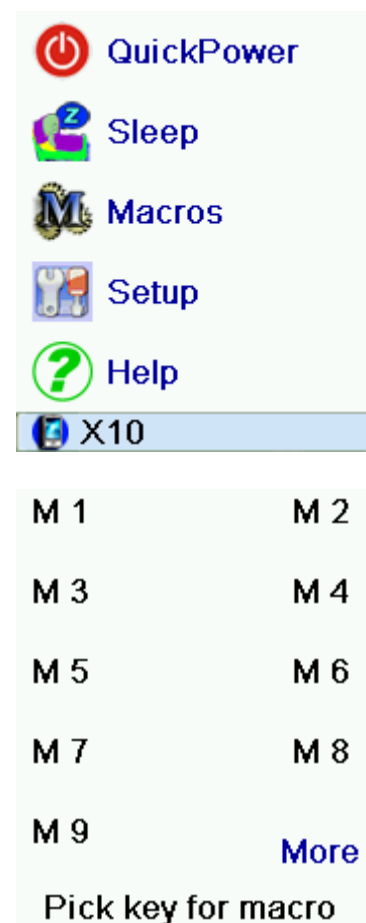 QuickPower
Sleep
Macros
Setup
Help
X10
M 1 M 2
M 3 M 4
M 5 M 6
M 7 M 8
M 9 More
Pick key for macro